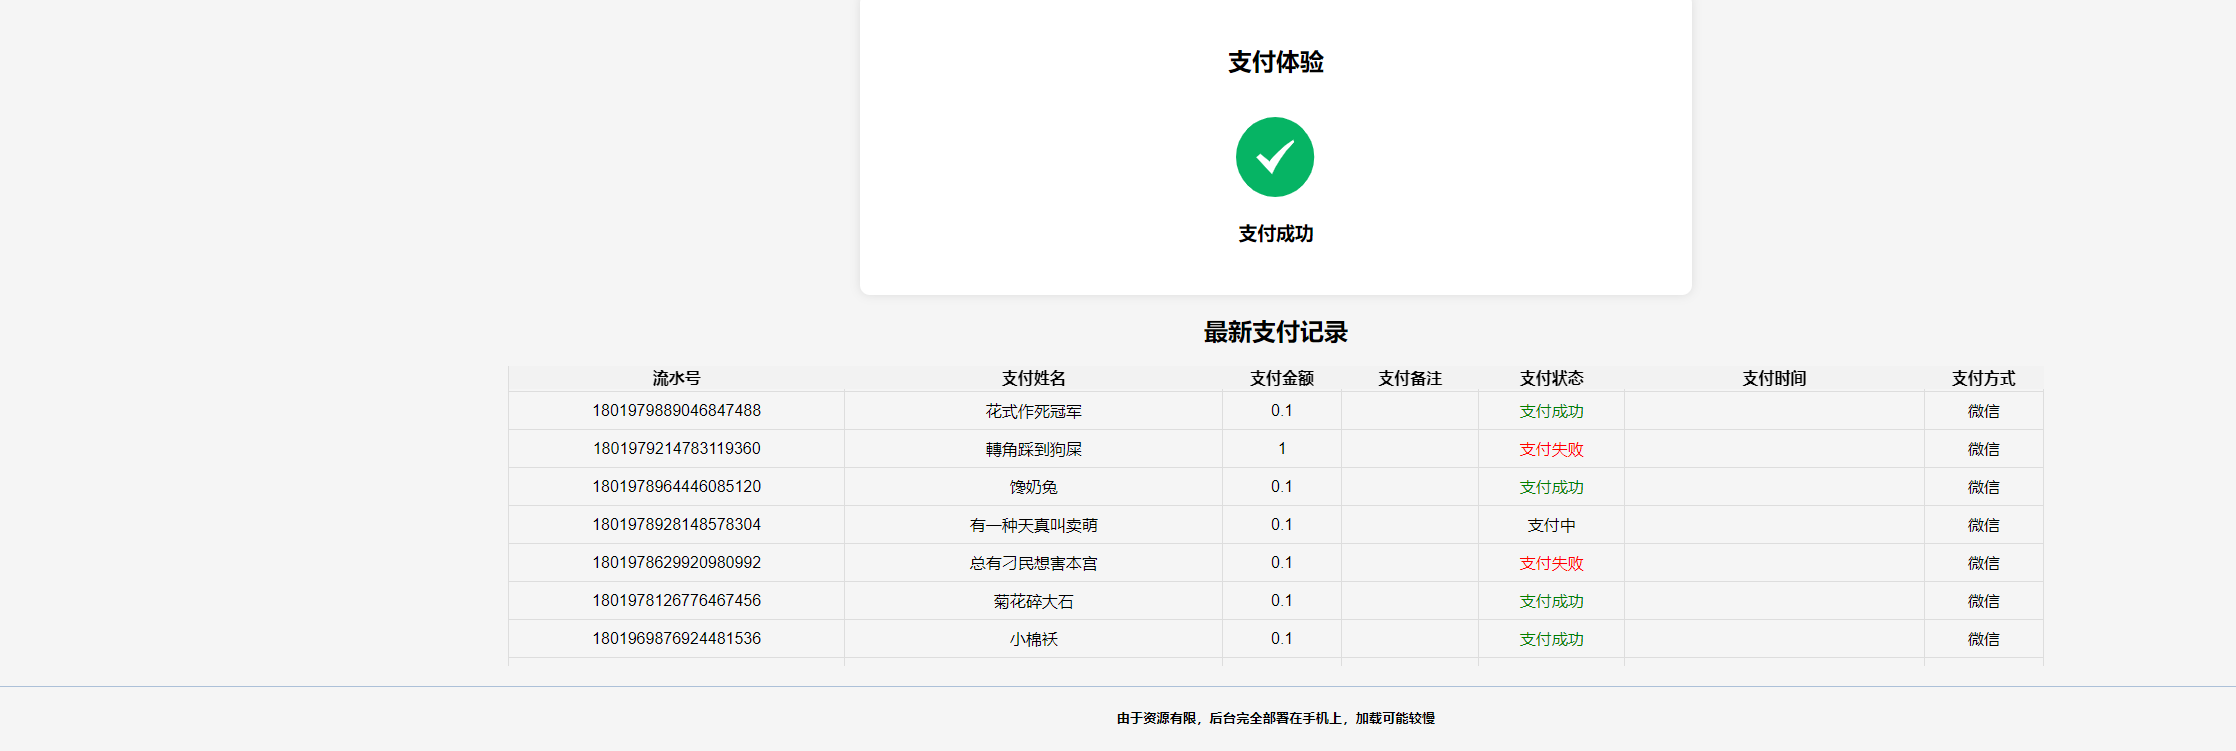 支付体验
支付成功
最新支付记录
流水号 支付姓名 支付金额 支付备注 支付状态 支付时间 支付方式
1801979889046847488 花式作死冠军 0.1 支付成功 微信
1801979214783119360 轉角踩到狗屎 1 支付失败 微信
1801978964446085120 馋奶兔 0.1 支付成功 微信
1801978928148578304 有一种天真叫卖萌 0.1 支付中 微信
1801978629920980992 总有刁民想害本宫 0.1 支付失败 微信
1801978126776467456 菊花碎大石 0.1 支付成功 微信
1801969876924481536 小棉袄 0.1 支付成功 微信
由于资源有限，后台完全部署在手机上，加载可能较慢